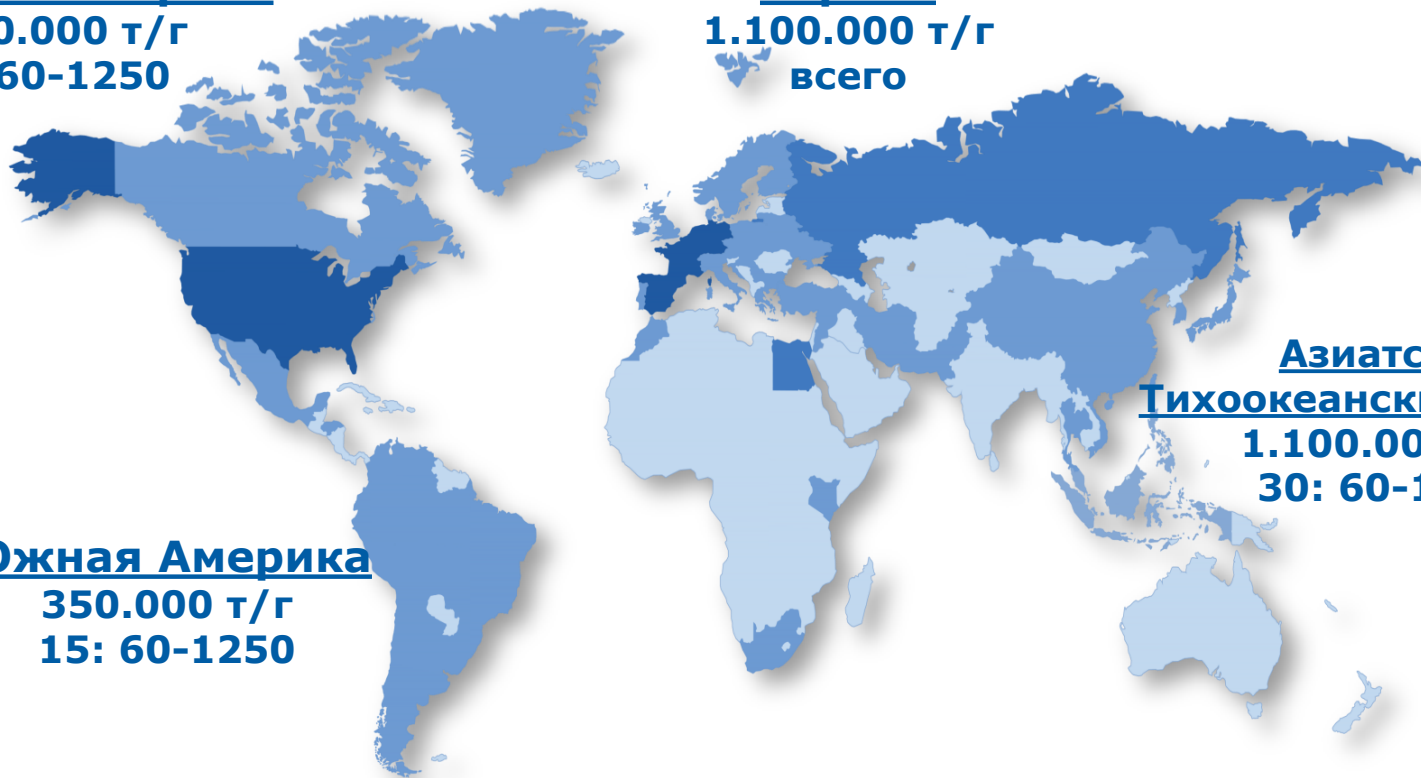 0.000 т/г
60-1250
1.100.000 т/г
всего
Азиатс
Тихоокеански
1.100.00
30: 60-1
Южная Америка
350.000 т/г
15: 60-1250